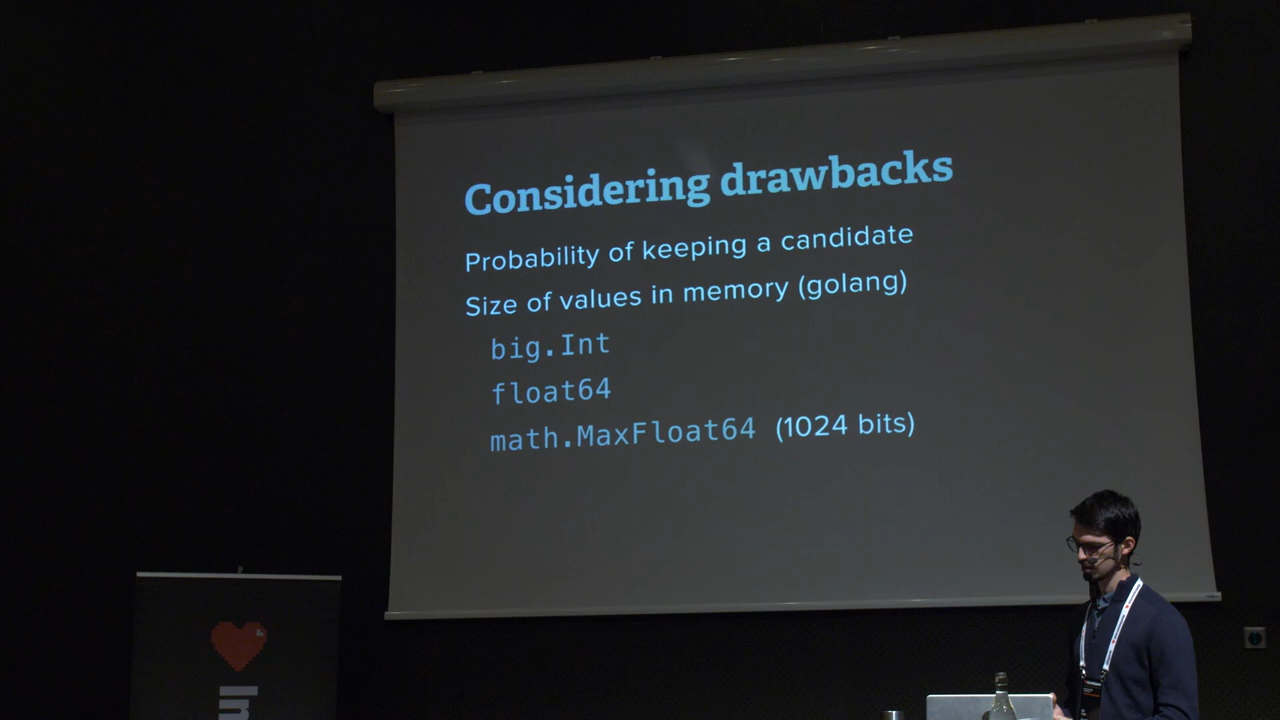 Considering drawbacks
Probability of keeping a candidate
Size of values in memory (golang)
big.Int
float64
math.MaxFloat64 (1024 bits)